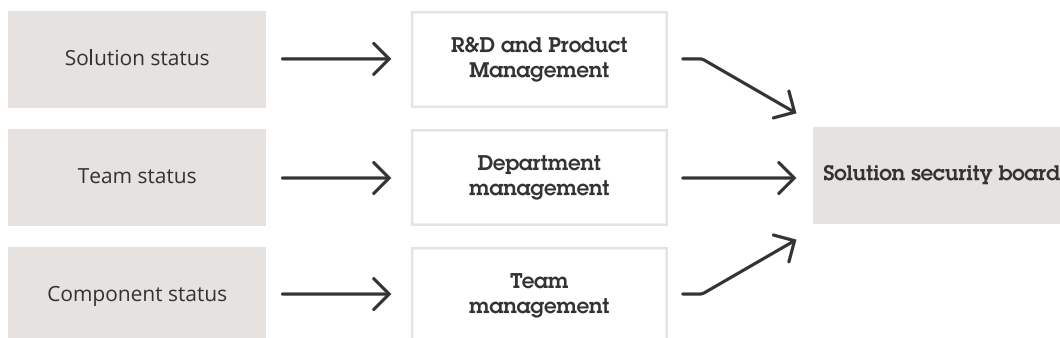 Solution status
R&D and Product
Management
Team status
Department
management
Solution security board
Component status
Team
management